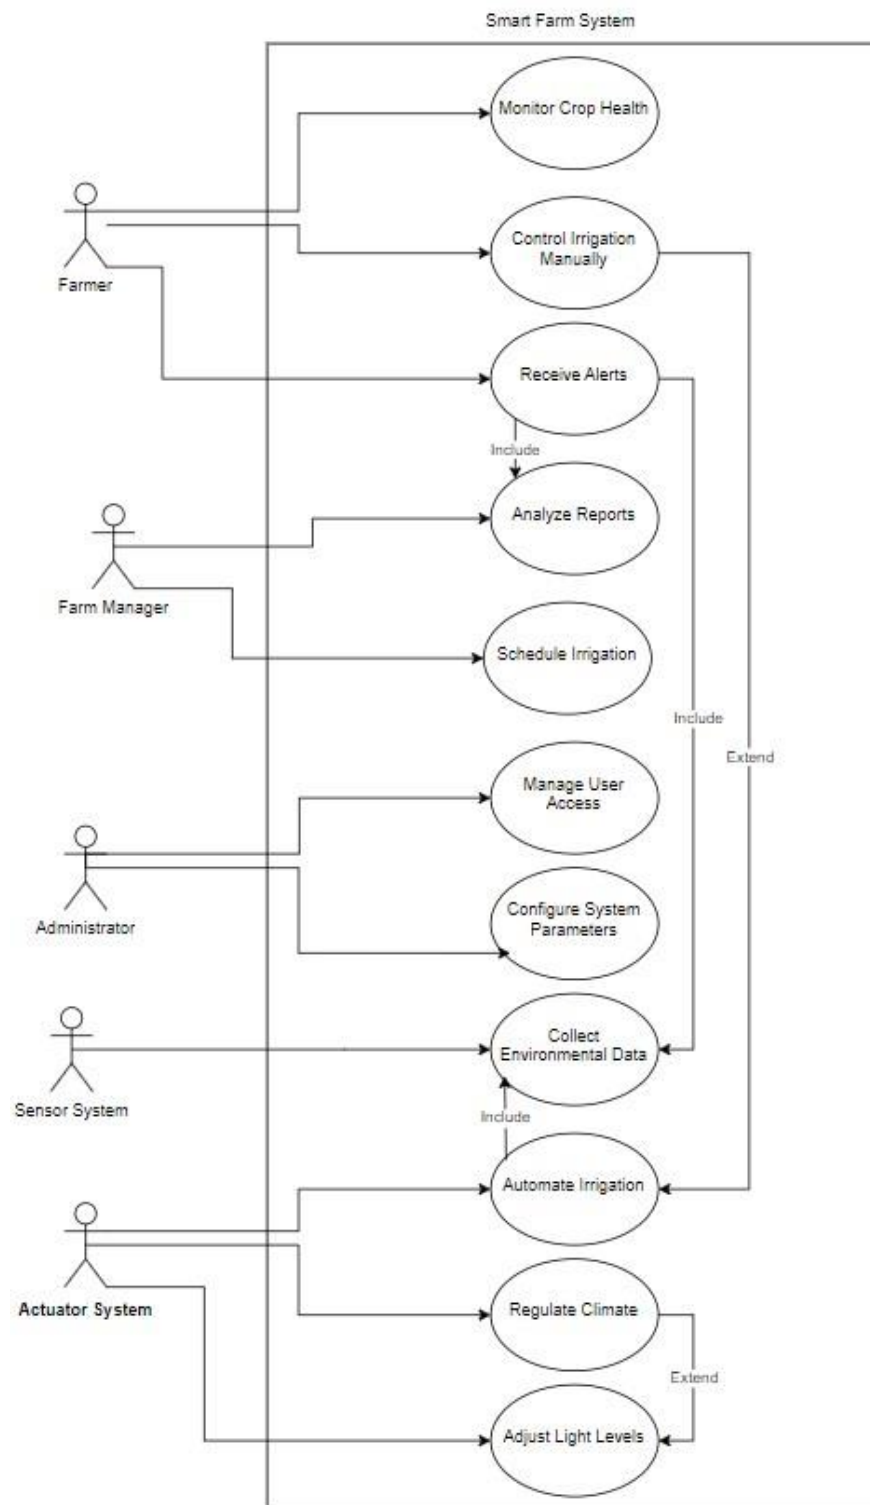 Smart Farm System
Monitor Crop Health
Control Irrigation
Manually
Farmer
Receive Alerts
Include
Analyze Reports
Farm Manager
Schedule Irrigation
Include
Extend
Manage User
Access
Administrator
Configure System
Parameters
Collect
Environmental Data
Sensor System
Include
Automate Irrigation
Actuator System
Regulate Climate
Extend
Adjust Light Levels